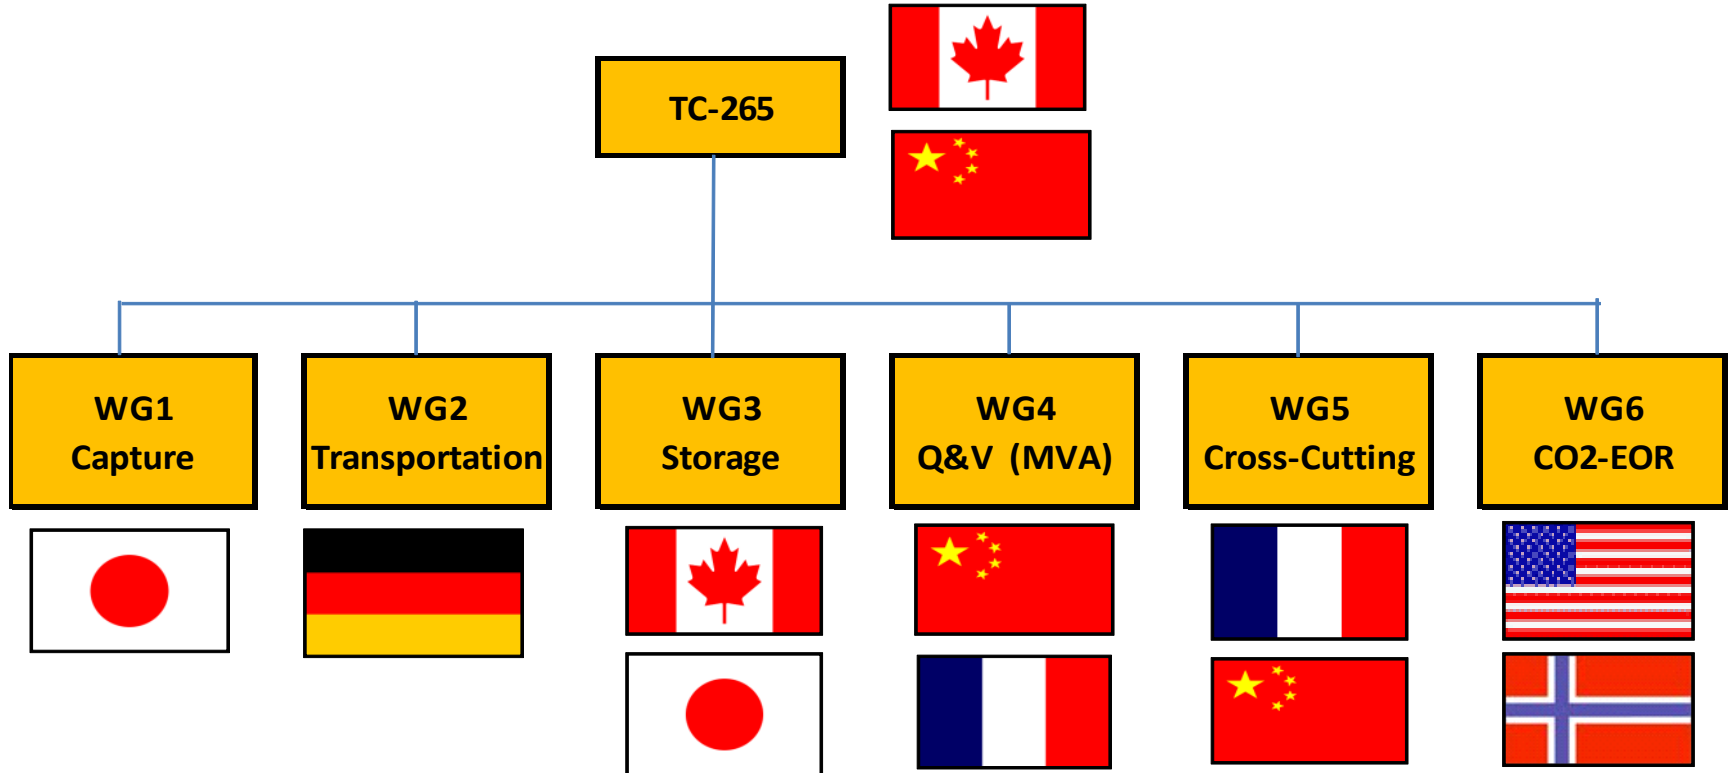 TC-265
WG1
Capture
WG2
Transportation
WG3
Storage
WG4
Q&V (MVA)
WG5
Cross-Cutting
WG6
CO2-EOR